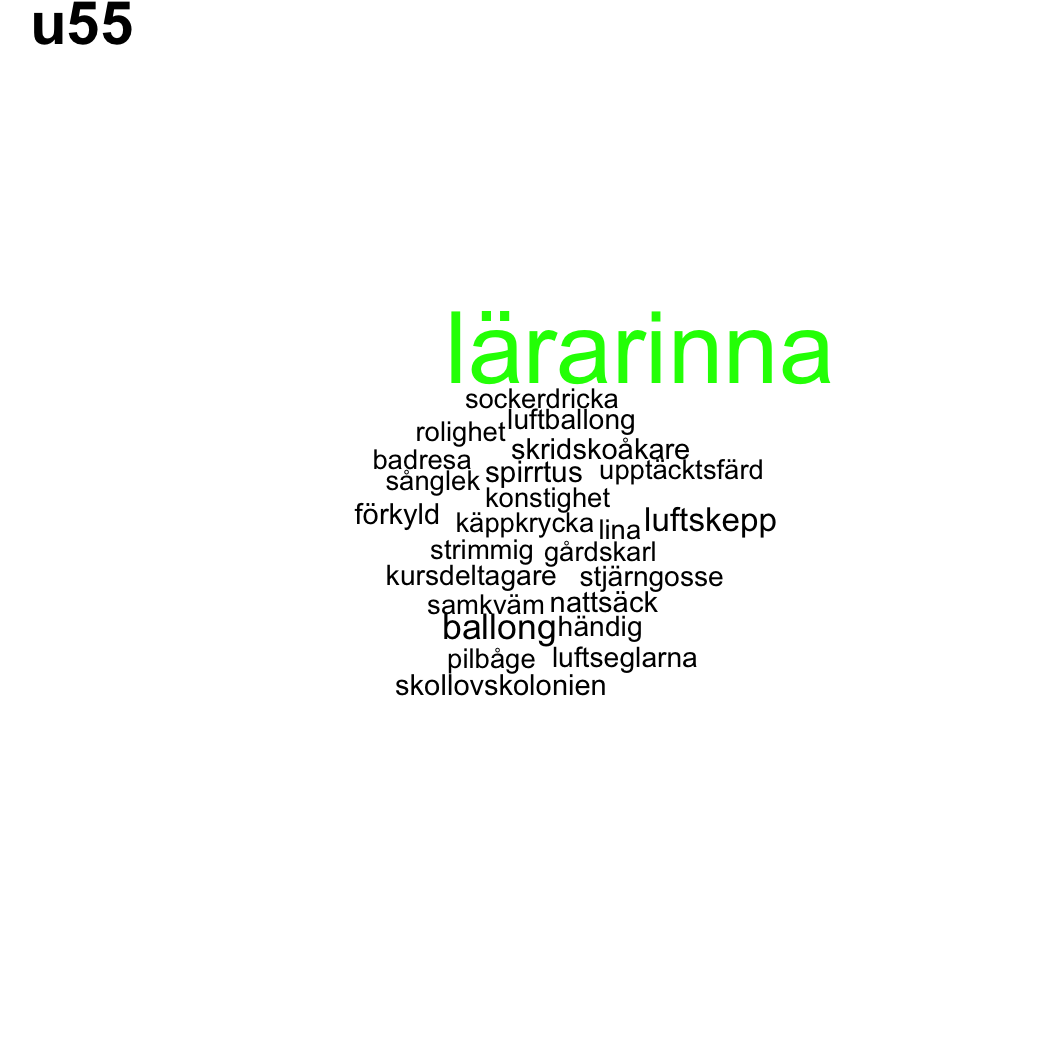 u55
lärarinna
sockerdricka
luftballong
rolighet
skridskoåkare
badresa
spirrtus
upptäcktsfärd
sånglek
konstighet
förkyld
käppkrycka
lina
luftskepp
strimmig
gårdskarl
kursdeltagare
stjärngosse
samkväm
nattsäck
ballong
händig
pilbåge
luftseglarna
skollovskolonien